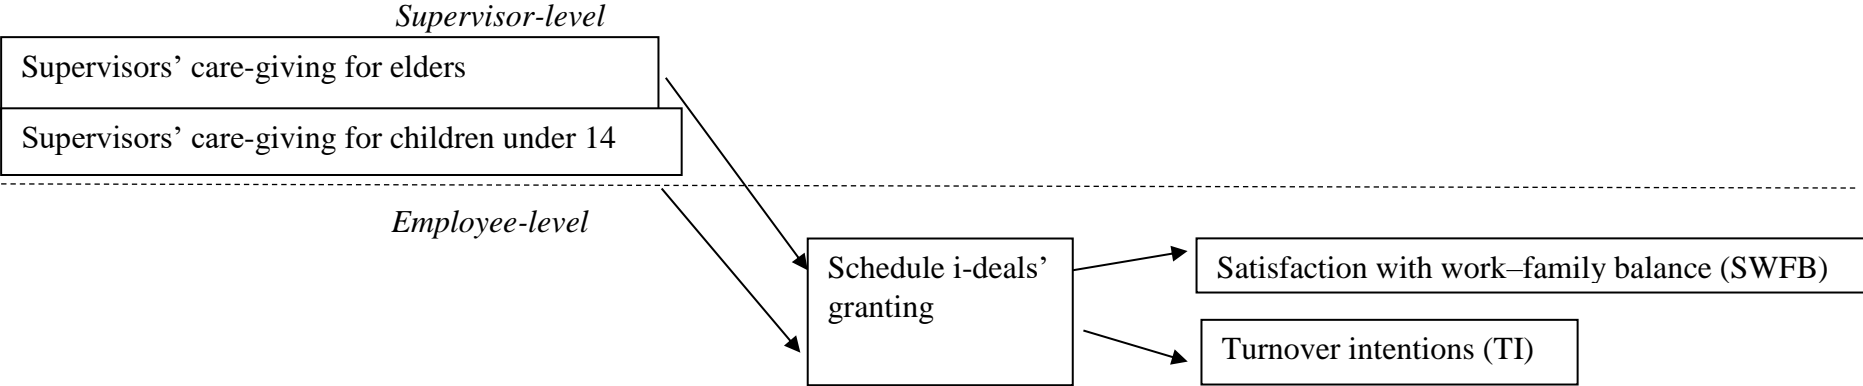 Supervisor-level
Supervisors’ care-giving for elders
Supervisors’ care-giving for children under 14
Employee-level
Schedule i-deals’
granting
Satisfaction with work–family balance (SWFB)
Turnover intentions (TI)